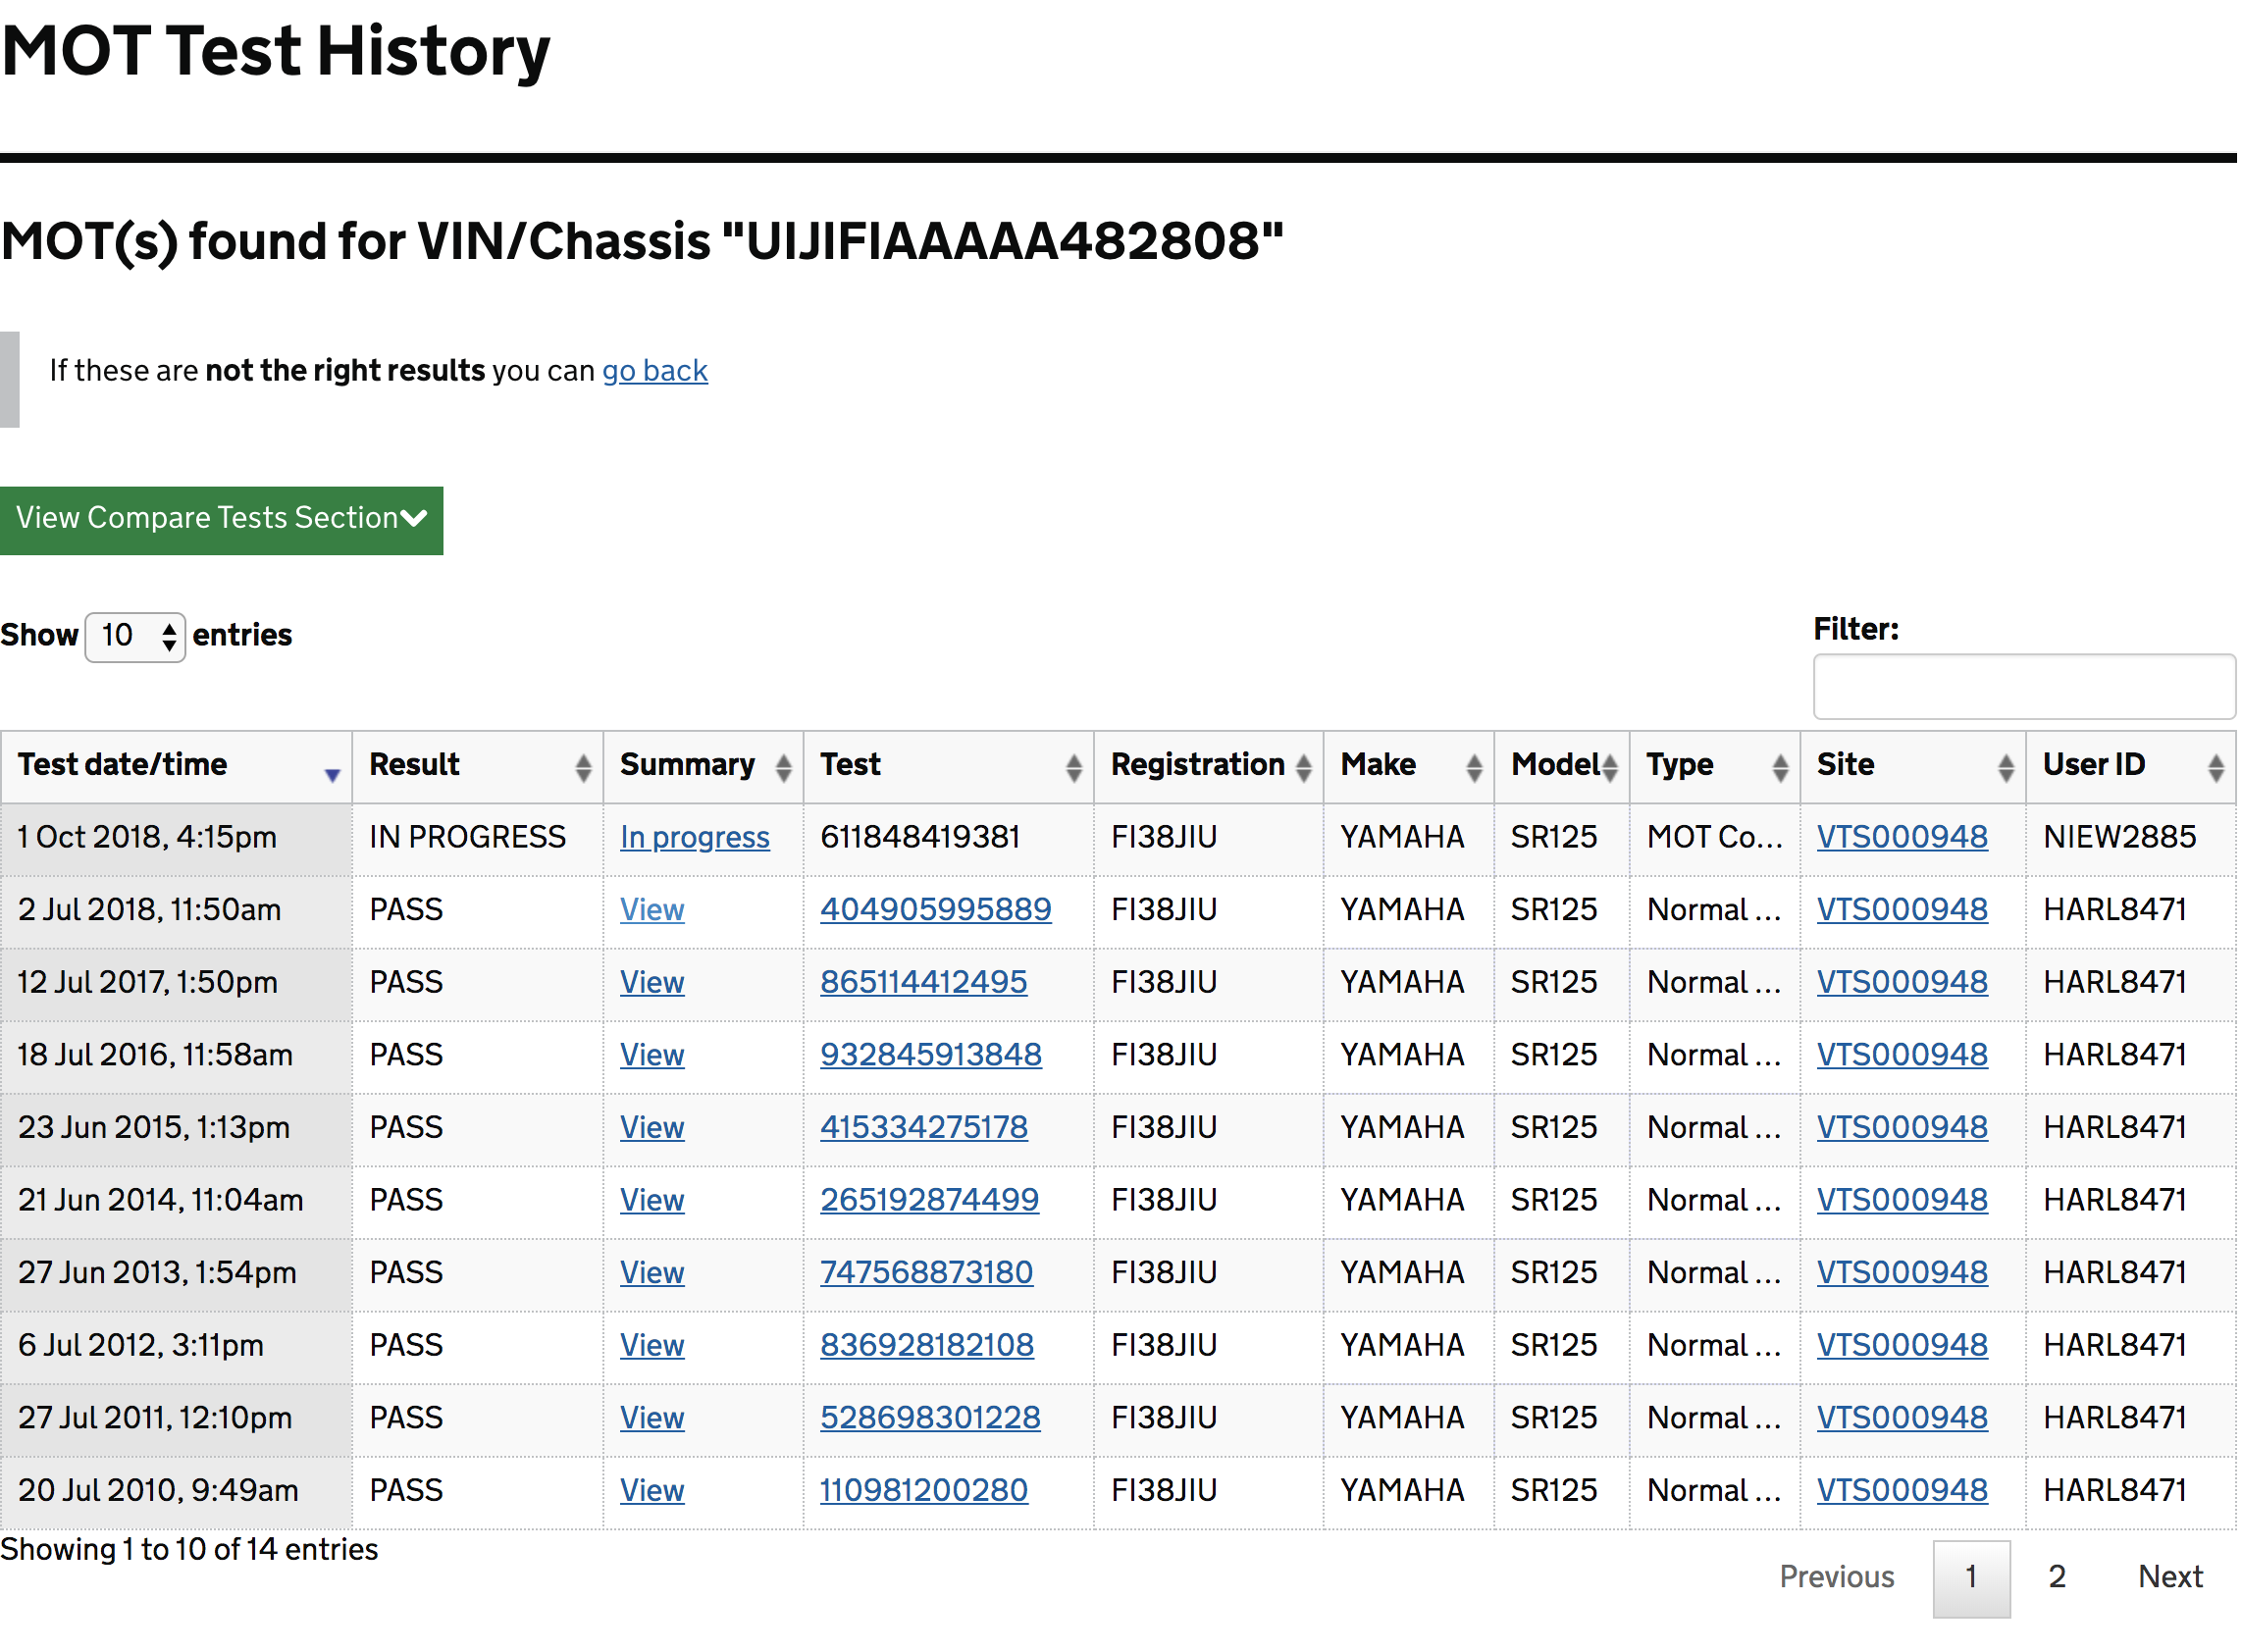 MOT Test History
MOT(s) found for VIN/Chassis "UIJIFIAAAAA482808"
If these are not the right results you can go back
View Compare Tests Section
Show 10 entries
Filter:
Test date/time Result Summary Test Registration Make Model Type Site User ID
1 Oct 2018, 4:15pm IN PROGRESS In progress 611848419381 FI38JIU YAMAHA SR125 MOT Co... VTS000948 NIEW2885
2 Jul 2018, 11:50am PASS View 404905995889 FI38JIU YAMAHA SR125 Normal ... VTS000948 HARL8471
12 Jul 2017, 1:50pm PASS View 865114412495 FI38JIU YAMAHA SR125 Normal ... VTS000948 HARL8471
18 Jul 2016, 11:58am PASS View 932845913848 FI38JIU YAMAHA SR125 Normal ... VTS000948 HARL8471
23 Jun 2015, 1:13pm PASS View 415334275178 FI38JIU YAMAHA SR125 Normal ... VTS000948 HARL8471
21 Jun 2014, 11:04am PASS View 265192874499 FI38JIU YAMAHA SR125 Normal ... VTS000948 HARL8471
27 Jun 2013, 1:54pm PASS View 747568873180 FI38JIU YAMAHA SR125 Normal ... VTS000948 HARL8471
6 Jul 2012, 3:11pm PASS View 836928182108 FI38JIU YAMAHA SR125 Normal ... VTS000948 HARL8471
27 Jul 2011, 12:10pm PASS View 528698301228 FI38JIU YAMAHA SR125 Normal ... VTS000948 HARL8471
20 Jul 2010, 9:49am PASS View 110981200280 FI38JIU YAMAHA SR125 Normal ... VTS000948 HARL8471
Showing 1 to 10 of 14 entries
Previous 1 2 Next